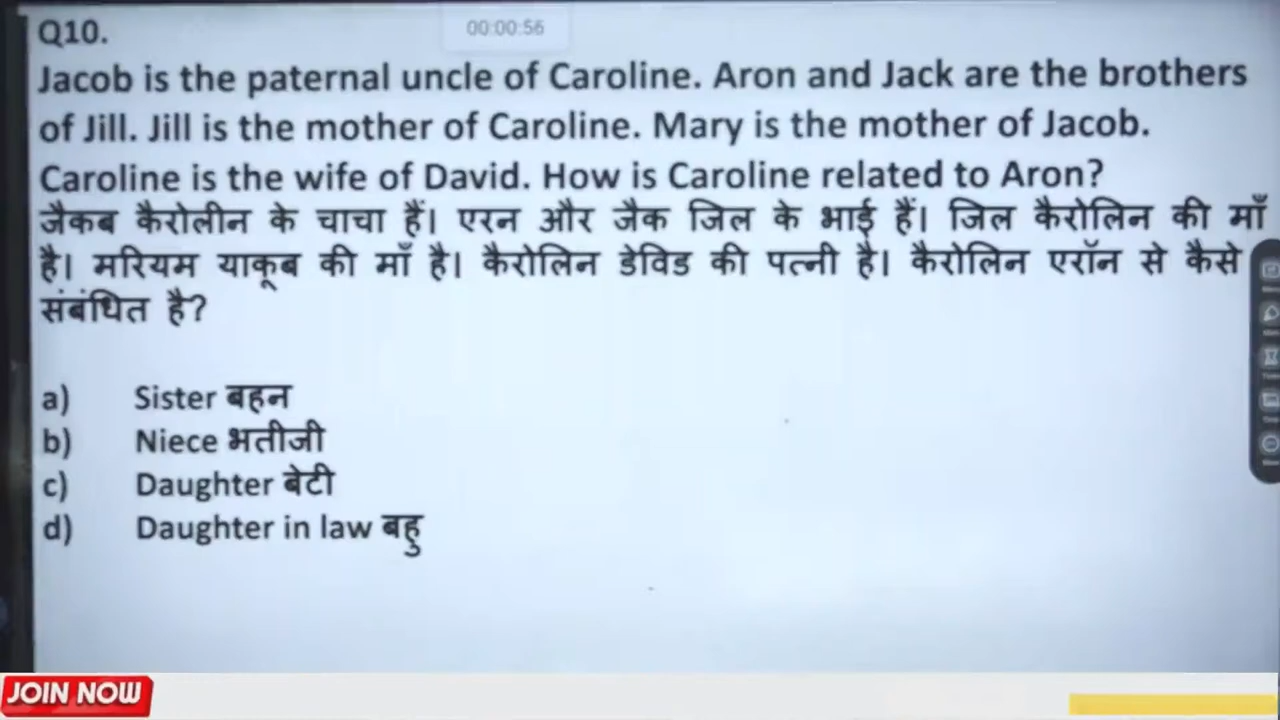 Q10.
00:00:56
Jacob is the paternal uncle of Caroline. Aron and Jack are the brothers
of Jill. Jill is the mother of Caroline. Mary is the mother of Jacob.
Caroline is the wife of David. How is Caroline related to Aron?
जैकब कैरोलीन के चाचा हैं। एरन और जैक जिल के भाई हैं। जिल कैरोलिन की माँ
है। मरियम याकूब की माँ है। कैरोलिन डेविड की पत्नी है। कैरोलिन एरॉन से कैसे
संबंधित है?
a) Sister बहन
b) Niece भतीजी
c) Daughter बेटी
d) Daughter in law बहु
JOIN NOW